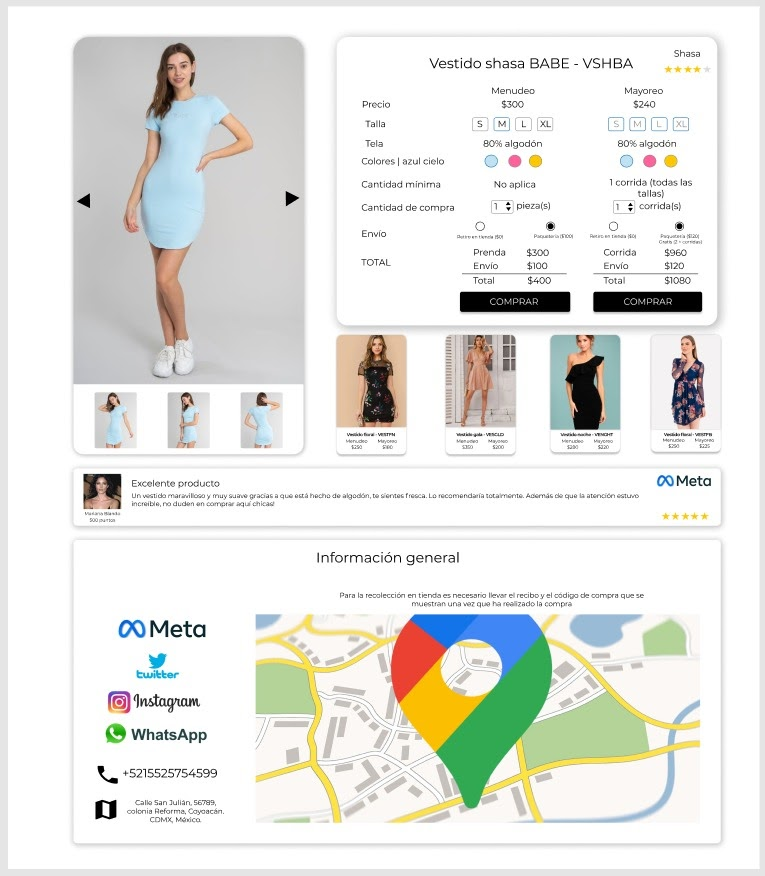 Vestido shasa BABE - VSHBA
Shasa
Menudeo Mayoreo
Precio $300 $240
Talla S M L XL S M L XL
Tela 80% algodón 80% algodón
Colores | azul cielo
Cantidad mínima No aplica 1 corrida (todas las
tallas)
Cantidad de compra 1 pieza(s) 1 corrida(s)
Envío
Retiro en tienda ($0) Paquetería ($100) Retiro en tienda ($0) Paquetería ($120)
Gratis (2 > corridas)
TOTAL
Prenda $300 Corrida $960
Envío $100 Envío $120
Total $400 Total $1080
COMPRAR COMPRAR
Vestido floral - VESTFN
Menudeo Mayoreo
$250 $180
Vestido gala - VESGLO
Menudeo Mayoreo
$350 $200
Vestido noche - VENGHT
Menudeo Mayoreo
$290 $220
Vestido floral - VESTFB
Menudeo Mayoreo
$250 $225
Excelente producto
Un vestido maravilloso y muy suave gracias a que está hecho de algodón, te sientes fresca. Lo recomendaría totalmente. Además de que la atención estuvo
increible, no duden en comprar aquí chicas!
Mariana Blando
500 puntos
Meta
Información general
Para la recolección en tienda es necesario llevar el recibo y el código de compra que se
muestran una vez que ha realizado la compra
Meta
twitter
Instagram
WhatsApp
+5215525754599
Calle San Julián, 56789,
colonia Reforma, Coyoacán.
CDMX, México.